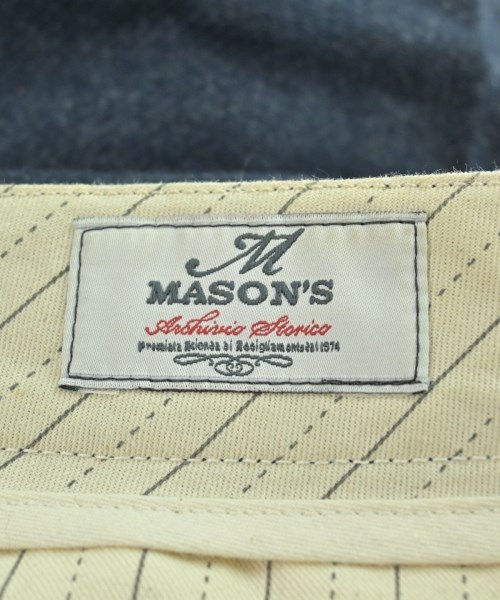 M
MASON'S
Archivio Storico
Premiata Azienda di Abbigliamento dal 1974